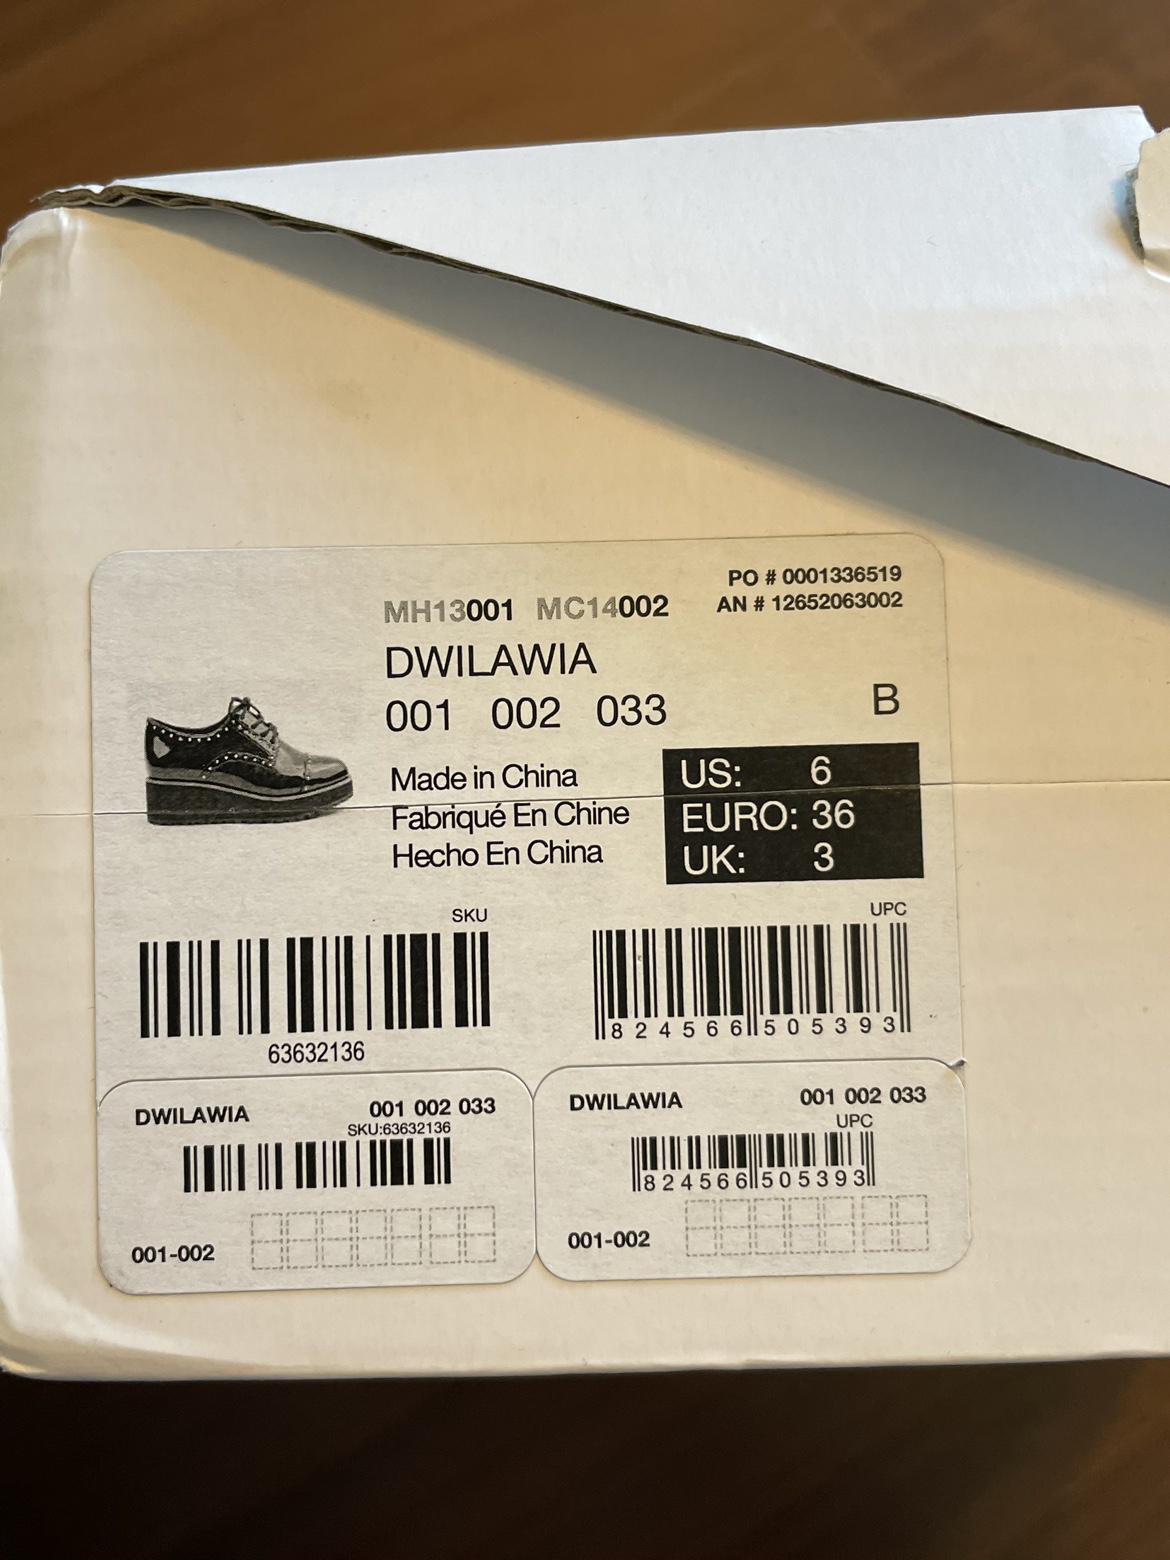 PO # 0001336519
MH13001 MC14002 AN # 12652063002
DWILAWIA
001 002 033 B
Made in China
Fabriqué En Chine
Hecho En China
US: 6
EURO: 36
UK: 3
SKU
63632136
UPC
8 24566 50539 3
DWILAWIA 001 002 033
SKU:63632136
001-002
DWILAWIA 001 002 033
UPC
8 24566 50539 3
001-002